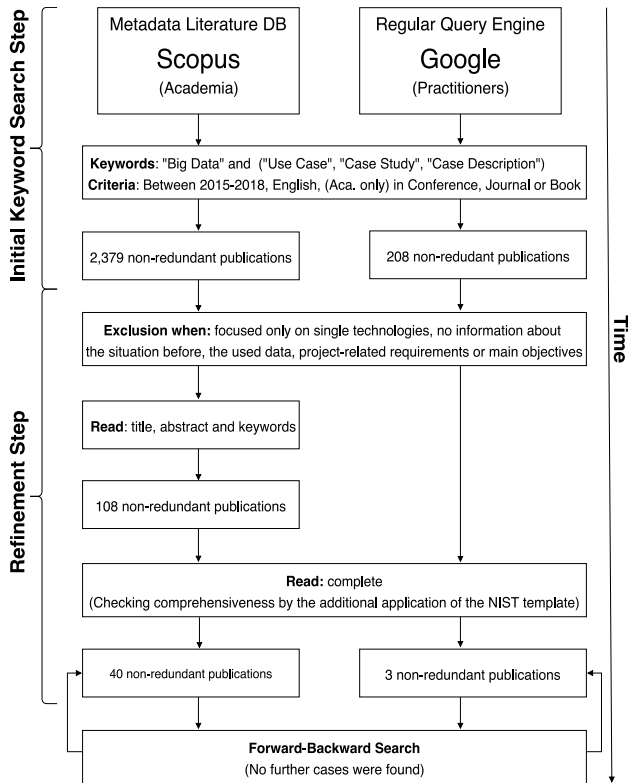 Metadata Literature DB
Scopus
(Academia)
Regular Query Engine
Google
(Practitioners)
Initial Keyword Search Step
Keywords: "Big Data" and ("Use Case", "Case Study", "Case Description")
Criteria: Between 2015-2018, English, (Aca. only) in Conference, Journal or Book
2,379 non-redundant publications
208 non-redudant publications
Time
Refinement Step
Exclusion when: focused only on single technologies, no information about
the situation before, the used data, project-related requirements or main objectives
Read: title, abstract and keywords
108 non-redundant publications
Read: complete
(Checking comprehensiveness by the additional application of the NIST template)
40 non-redundant publications
3 non-redundant publications
Forward-Backward Search
(No further cases were found)